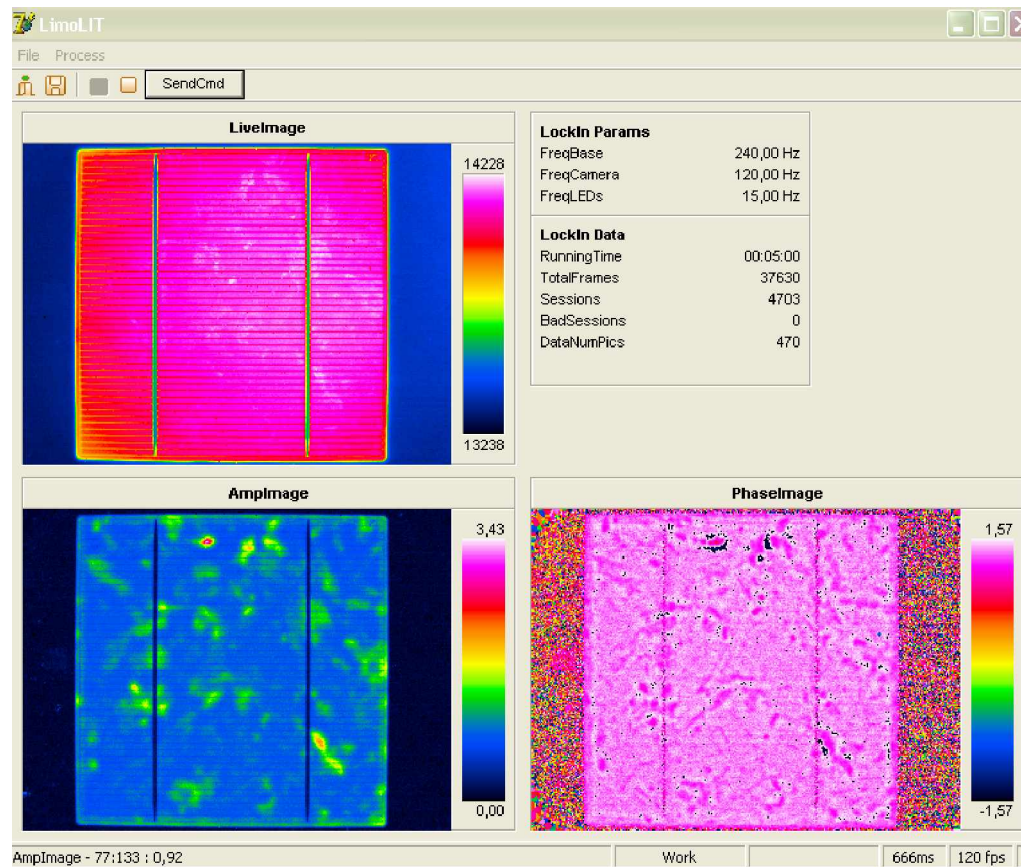 LimoLIT
File Process
SendCmd
LiveImage
14228
13238
LockIn Params
FreqBase 240,00 Hz
FreqCamera 120,00 Hz
FreqLEDs 15,00 Hz
LockIn Data
RunningTime 00:05:00
TotalFrames 37630
Sessions 4703
BadSessions 0
DataNumPics 470
AmpImage
3,43
0,00
PhaseImage
1,57
-1,57
AmpImage - 77:133 : 0,92 Work 666ms 120 fps